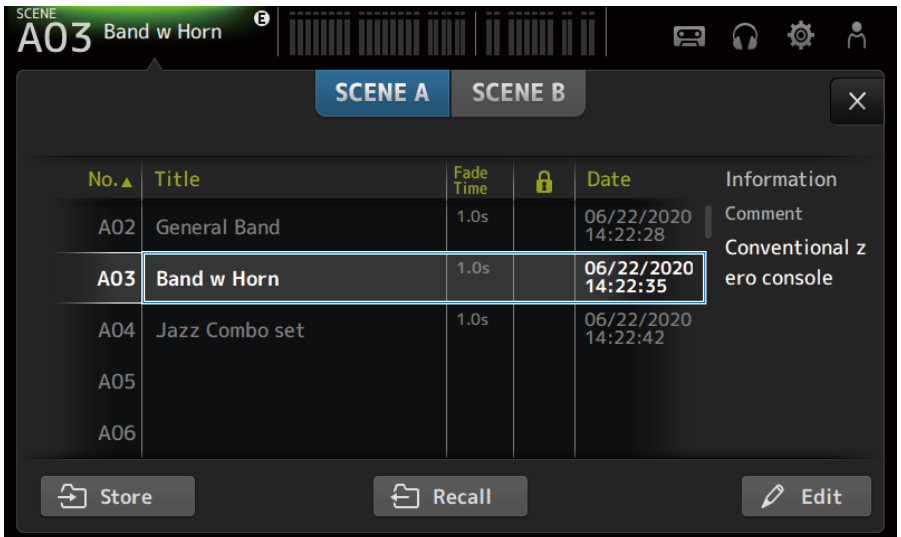 SCENE
A03 Band w Horn E
SCENE A SCENE B
No. ▲ Title Fade Time Date
A02 General Band 1.0s 06/22/2020 14:22:28
A03 Band w Horn 1.0s 06/22/2020 14:22:35
A04 Jazz Combo set 1.0s 06/22/2020 14:22:42
A05
A06
Information
Comment
Conventional z
ero console
Store Recall Edit